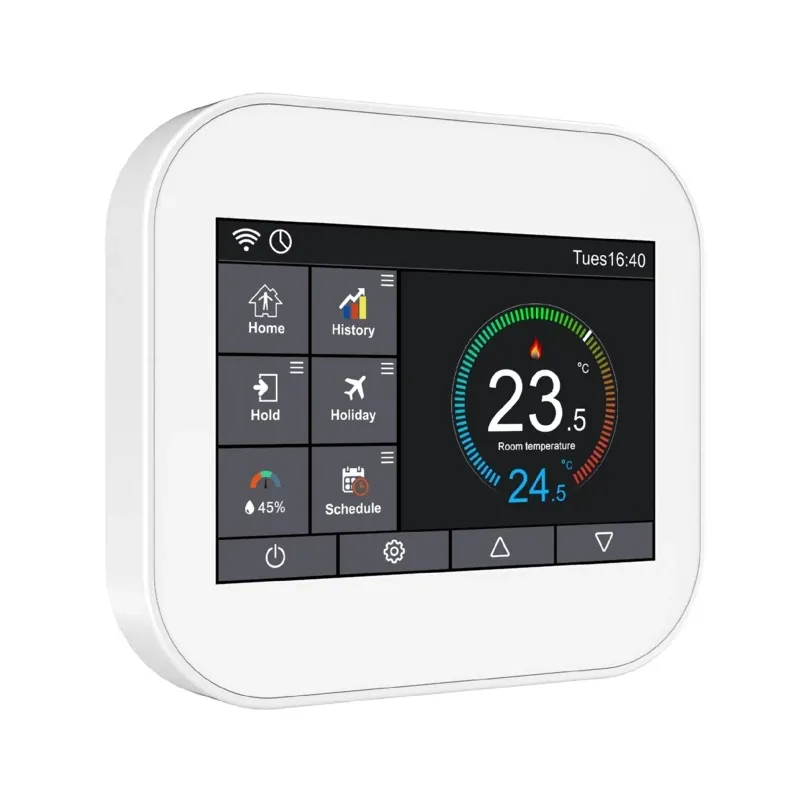 Tues16:40
Home
History
Hold
Holiday
45%
Schedule
°C
23.5
Room temperature
°C
24.5